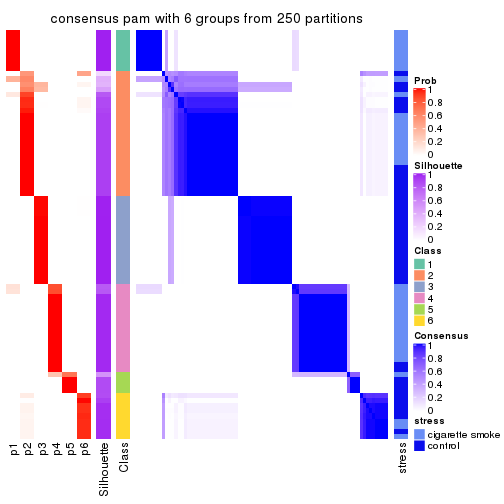 consensus pam with 6 groups from 250 partitions
Prob
1
0.8
0.6
0.4
0.2
0
Silhouette
1
0.8
0.6
0.4
0.2
0
Class
1
2
3
4
5
6
Consensus
1
0.8
0.6
0.4
0.2
0
stress
cigarette smoke
control
p1
p2
p3
p4
p5
p6
Silhouette
Class
stress